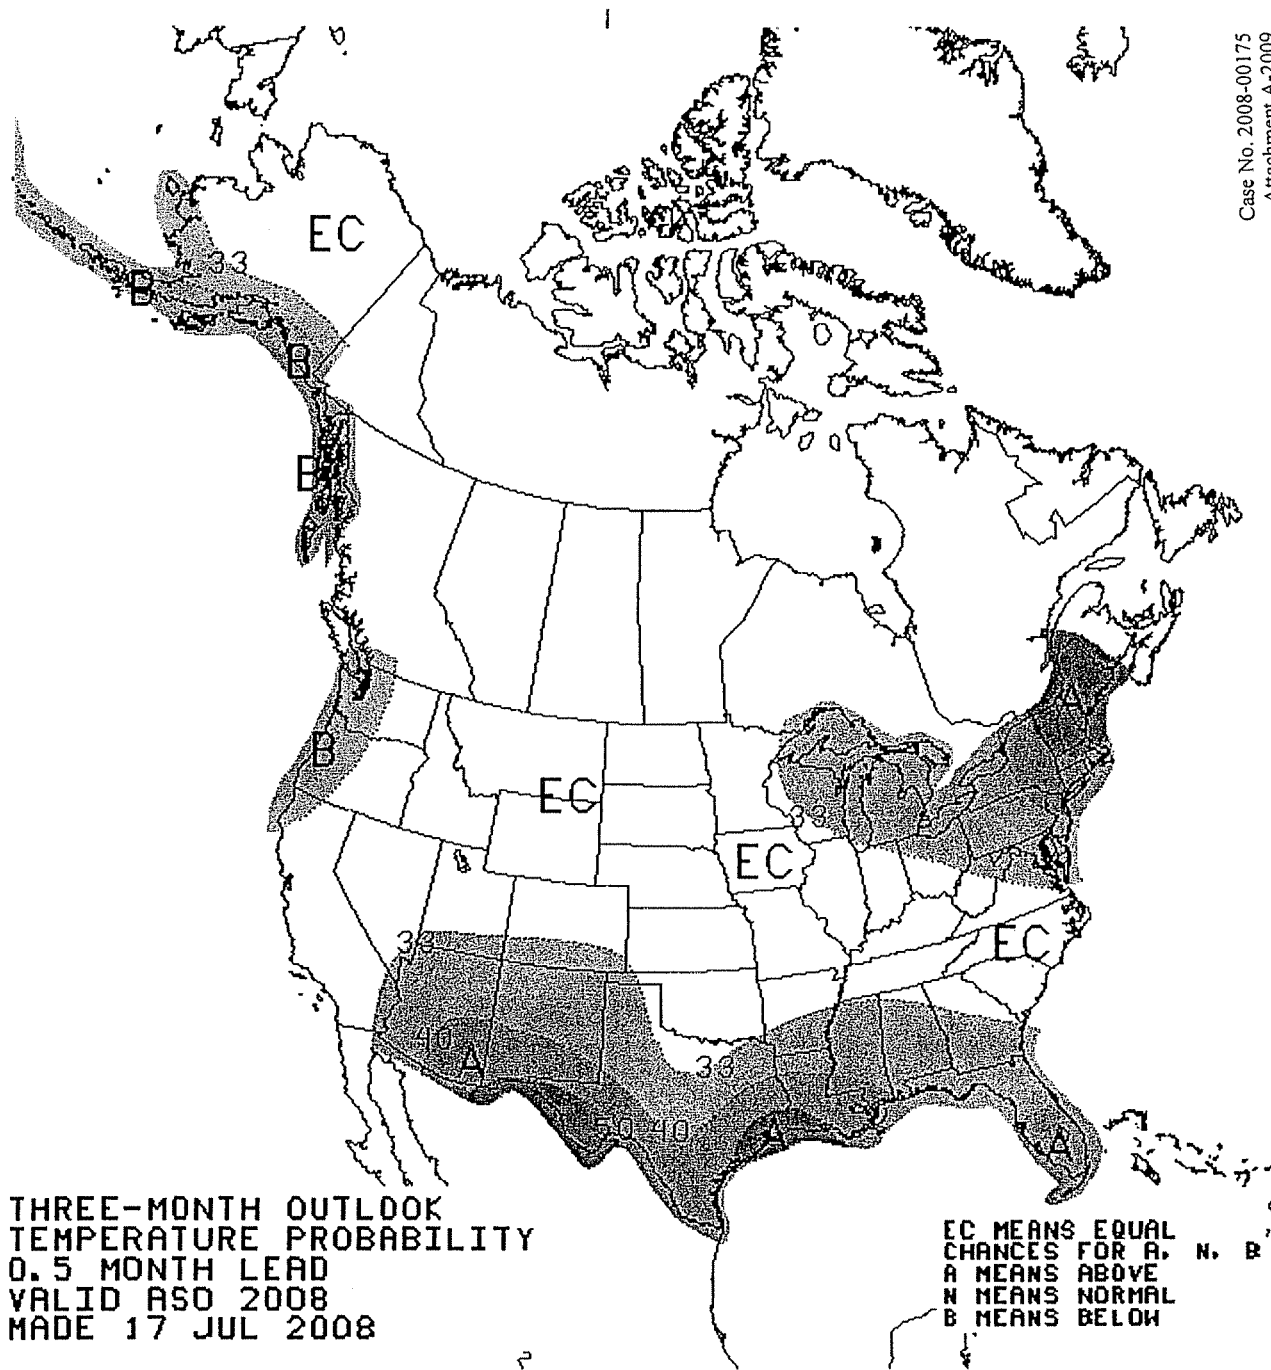 Case No. 2008-00175
Attachment A-2009
EC
33
B
B
B
A
B
EC
33
EC
EC
33
40
A
33
50
40
A
A
THREE-MONTH OUTLOOK
TEMPERATURE PROBABILITY
0.5 MONTH LEAD
VALID ASO 2008
MADE 17 JUL 2008
EC MEANS EQUAL
CHANCES FOR A, N, B
A MEANS ABOVE
N MEANS NORMAL
B MEANS BELOW